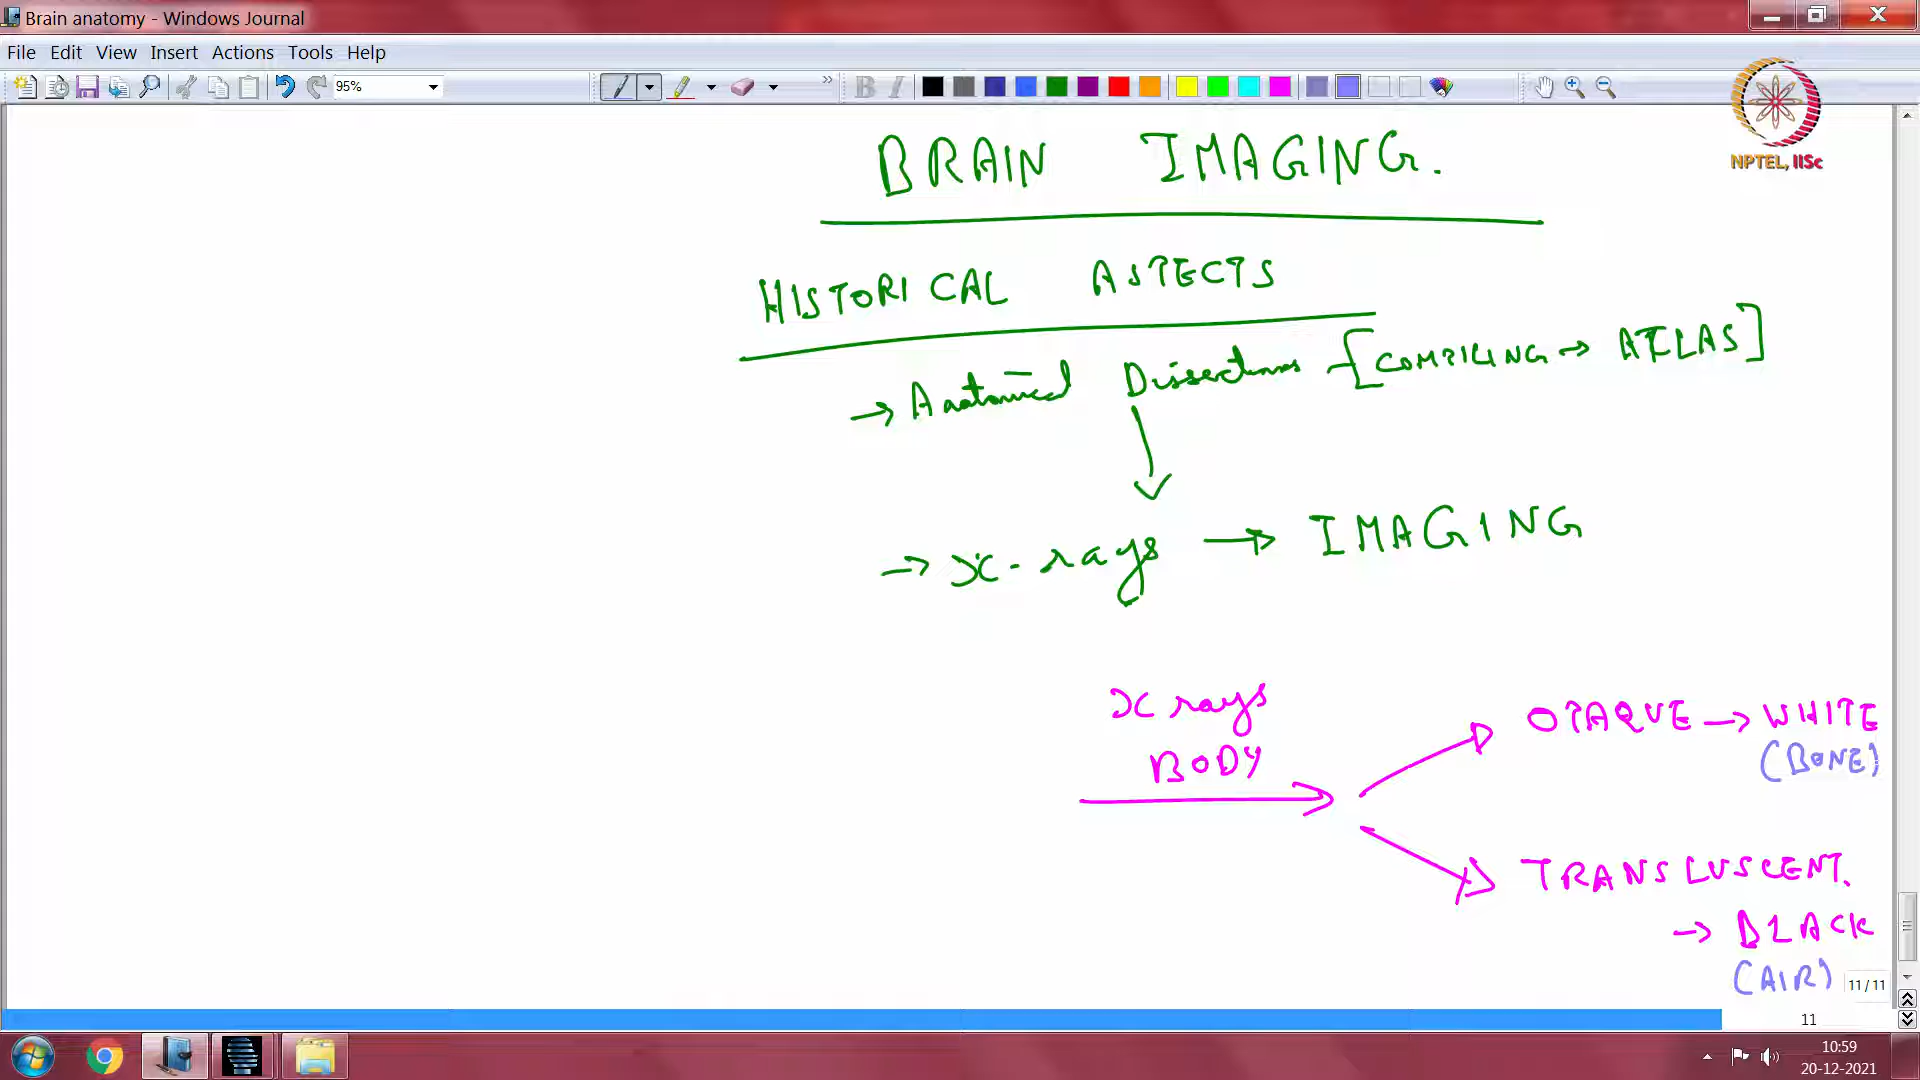 Brain anatomy - Windows Journal
File Edit View Insert Actions Tools Help
95%
NPTEL, IISc
BRAIN IMAGING.
HISTORICAL ASPECTS
→ Anatomical Dissections - [COMPILING → ATLAS]
→ x-rays → IMAGING
X rays
BODY
OPAQUE → WHITE
(BONE)
TRANSLUSCENT.
→ BLACK
(AIR)
11 / 11
11
10:59
20-12-2021